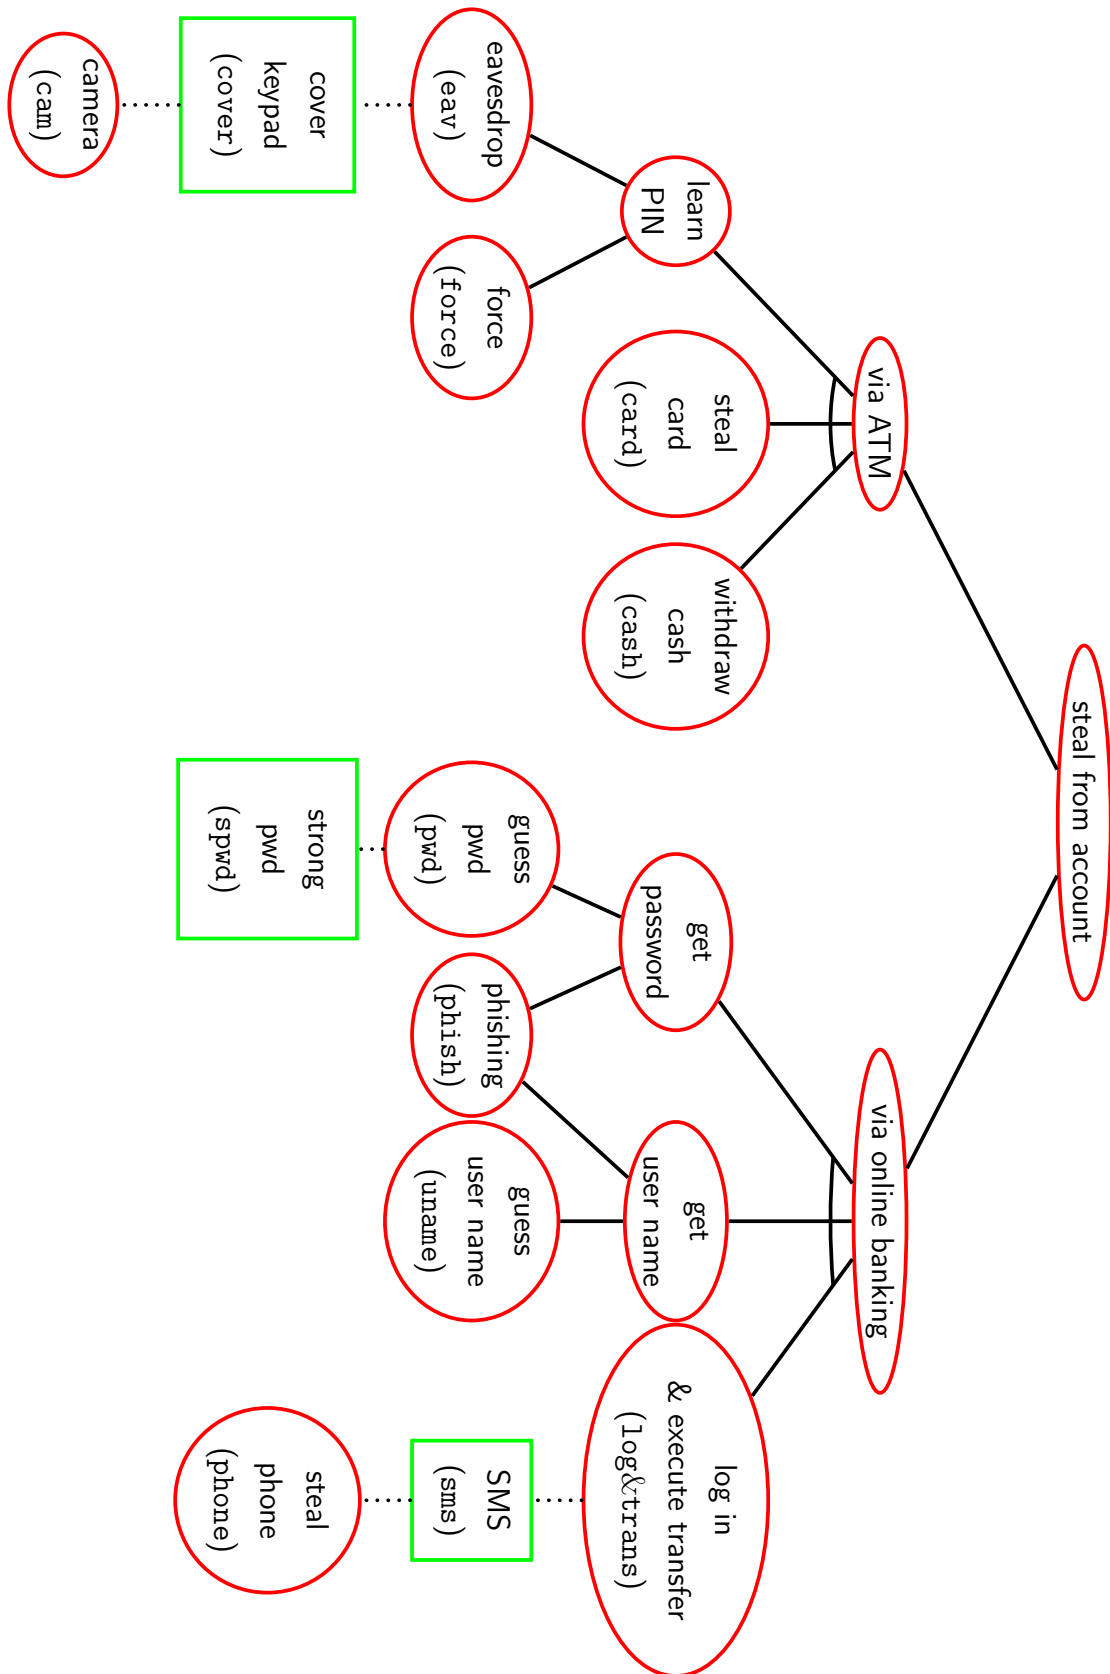 steal from account
via ATM
via online banking
learn
PIN
steal
card
(card)
withdraw
cash
(cash)
get
password
get
user name
log in
& execute transfer
(log&trans)
eavesdrop
(eav)
force
(force)
guess
pwd
(pwd)
phishing
(phish)
guess
user name
(uname)
SMS
(sms)
cover
keypad
(cover)
strong
pwd
(spwd)
steal
phone
(phone)
camera
(cam)